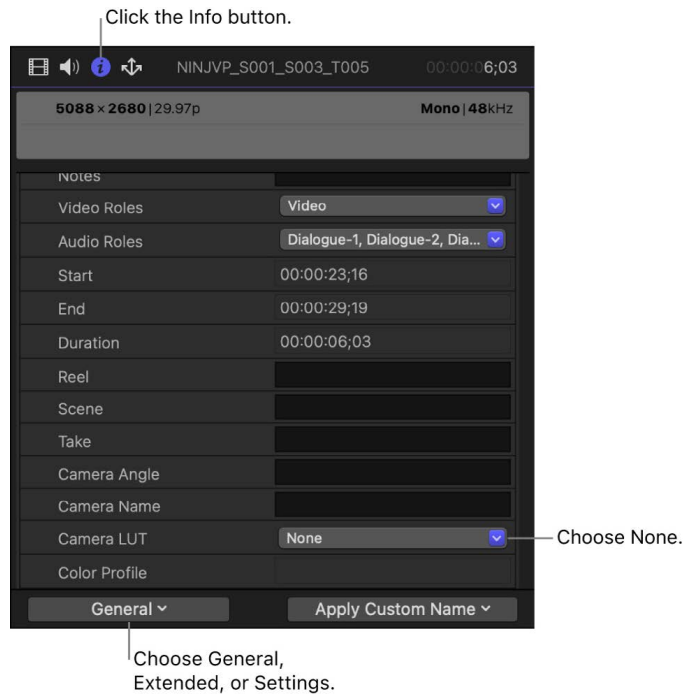 Click the Info button.
NINJVP_S001_S003_T005 00:00:06;03
5088 × 2680 | 29.97p Mono | 48kHz
Notes
Video Roles Video
Audio Roles Dialogue-1, Dialogue-2, Dia...
Start 00:00:23;16
End 00:00:29;19
Duration 00:00:06;03
Reel
Scene
Take
Camera Angle
Camera Name
Camera LUT None
Choose None.
Color Profile
General Apply Custom Name
Choose General,
Extended, or Settings.